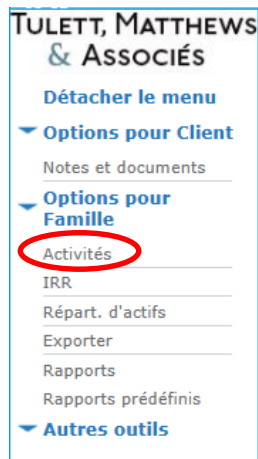 TULETT, MATTHEWS
& ASSOCIÉS
Détacher le menu
Options pour Client
Notes et documents
Options pour
Famille
Activités
IRR
Répart. d'actifs
Exporter
Rapports
Rapports prédéfinis
Autres outils